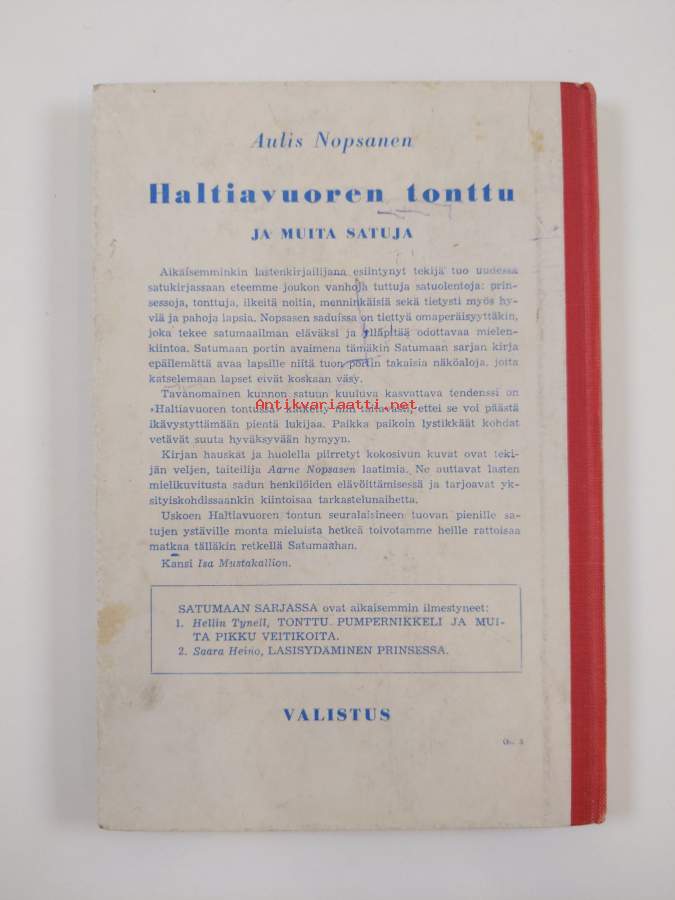 Aulis Nopsanen
Haltiavuoren tonttu
JA MUITA SATUJA
Aikaisemminkin lastenkirjailijana esiintynyt tekijä tuo uudessa
satukirjassaan eteemme joukon vanhoja tuttuja satuolentoja: prin-
sessoja, tonttuja, ilkeitä noitia, menninkäisiä sekä tietysti myös hy-
viä ja pahoja lapsia. Nopsasen saduissa on tiettyä omaperäisyyttäkin,
joka tekee satumaailman eläväksi ja ylläpitää odottavaa mielen-
kiintoa. Satumaan portin avaimena tämäkin Satumaan sarjan kirja
epäilemättä avaa lapsille niitä tuon portin takaisia näköaloja, joita
katselemaan lapset eivät koskaan väsy.
Tavanomainen kunnon satuun kuuluva kasvattava tendenssi on
»Haltiavuoren tontussa» kätketty niin taitavasti, ettei se voi päästä
Antikvariaatti.net
ikävystyttämään pientä lukijaa. Paikka paikoin lystikkäät kohdat
vetävät suuta hyväksyvään hymyyn.
Kirjan hauskat ja huolella piirretyt kokosivun kuvat ovat teki-
jän veljen, taiteilija Aarne Nopsasen laatimia. Ne auttavat lasten
mielikuvitusta sadun henkilöiden elävöittämisessä ja tarjoavat yk-
sityiskohdissaankin kiintoisaa tarkastelunaihetta.
Uskoen Haltiavuoren tontun seuralaisineen tuovan pienille sa-
tujen ystäville monta mieluista hetkeä toivotamme heille rattoisaa
matkaa tälläkin retkellä Satumaahan.
Kansi Isa Mustakallion.
SATUMAAN SARJASSA ovat aikaisemmin ilmestyneet:
1. Hellin Tynell, TONTTU PUMPERNIKKELI JA MUI-
TA PIKKU VEITIKOITA.
2. Saara Heino, LASISYDÄMINEN PRINSESSA.
VALISTUS